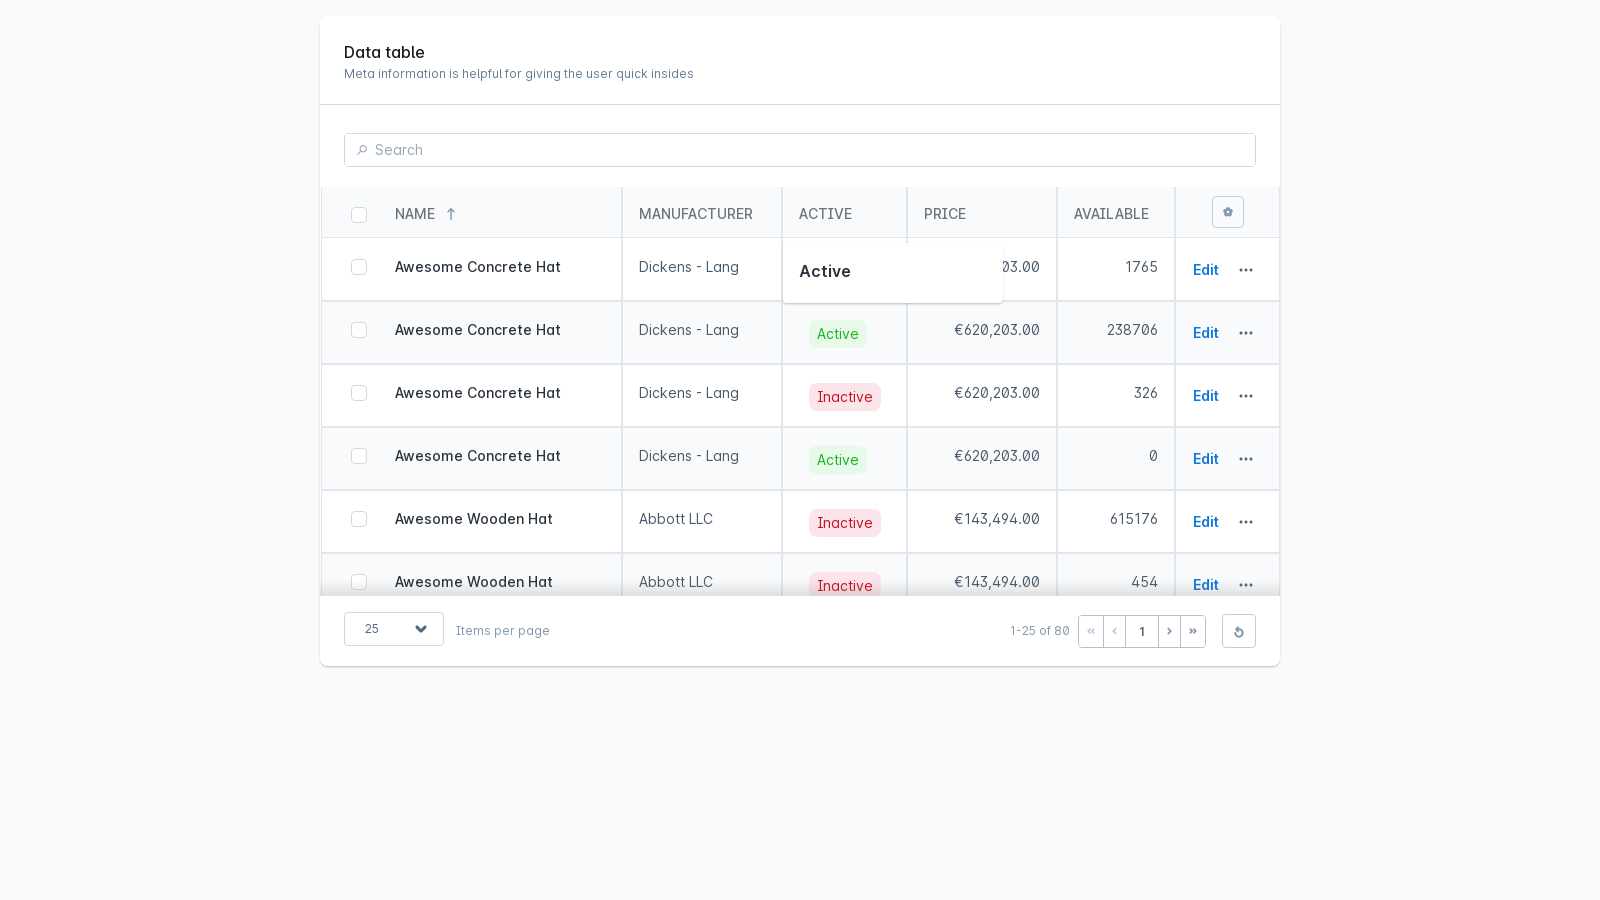 Data table
Meta information is helpful for giving the user quick insides
Search
NAME MANUFACTURER ACTIVE PRICE AVAILABLE
Awesome Concrete Hat Dickens - Lang Active 03.00 1765 Edit
Awesome Concrete Hat Dickens - Lang Active €620,203.00 238706 Edit
Awesome Concrete Hat Dickens - Lang Inactive €620,203.00 326 Edit
Awesome Concrete Hat Dickens - Lang Active €620,203.00 0 Edit
Awesome Wooden Hat Abbott LLC Inactive €143,494.00 615176 Edit
Awesome Wooden Hat Abbott LLC Inactive €143,494.00 454 Edit
25 Items per page 1-25 of 80 « ‹ 1 › »